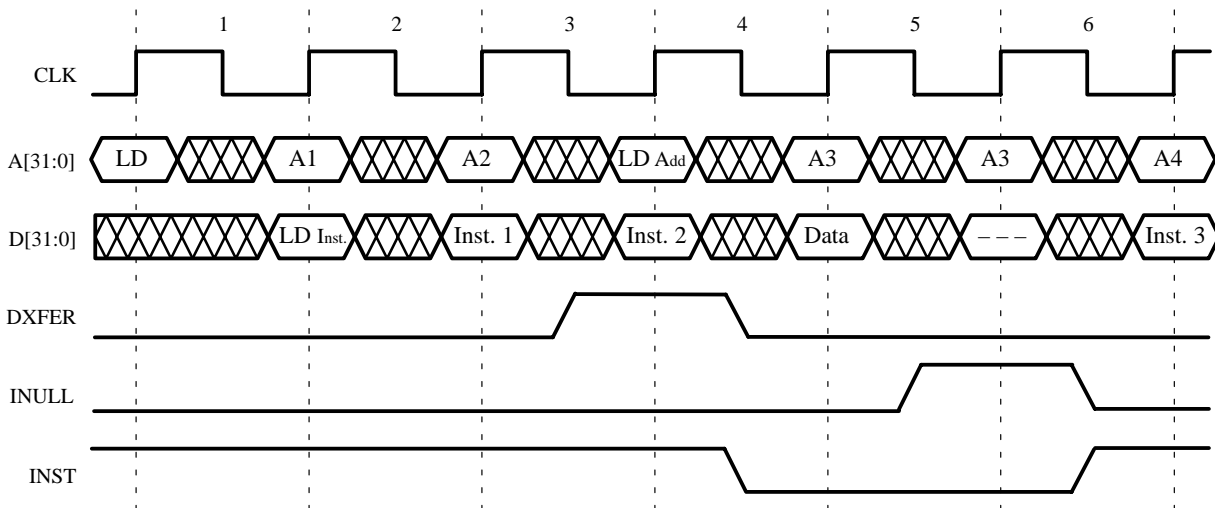 1 2 3 4 5 6
CLK
A[31:0] LD A1 A2 LD Add A3 A3 A4
D[31:0] LD Inst. Inst. 1 Inst. 2 Data – – – Inst. 3
DXFER
INULL
INST